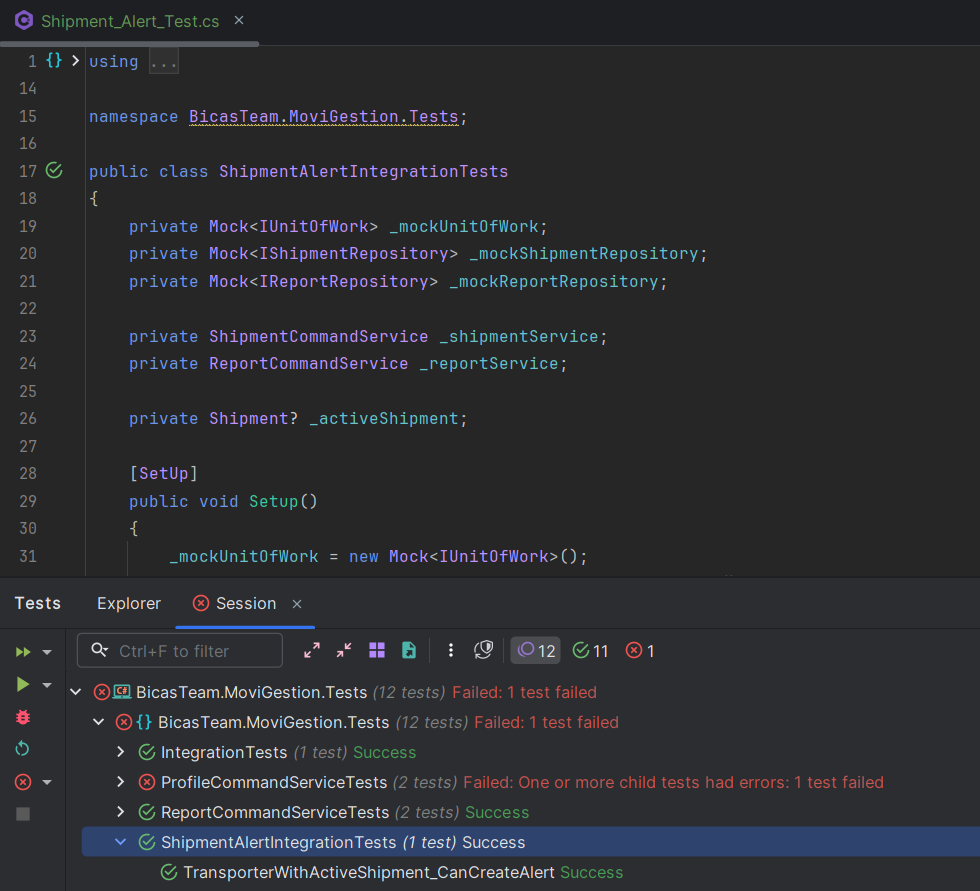 Shipment_Alert_Test.cs ×
1 {} > using ...
14
15 namespace BicasTeam.MoviGestion.Tests;
16
17 public class ShipmentAlertIntegrationTests
18 {
19 private Mock<IUnitOfWork> _mockUnitOfWork;
20 private Mock<IShipmentRepository> _mockShipmentRepository;
21 private Mock<IReportRepository> _mockReportRepository;
22
23 private ShipmentCommandService _shipmentService;
24 private ReportCommandService _reportService;
25
26 private Shipment? _activeShipment;
27
28 [SetUp]
29 public void Setup()
30 {
31 _mockUnitOfWork = new Mock<IUnitOfWork>();
Tests Explorer Session ×
Ctrl+F to filter 12 11 1
C# BicasTeam.MoviGestion.Tests (12 tests) Failed: 1 test failed
{} BicasTeam.MoviGestion.Tests (12 tests) Failed: 1 test failed
IntegrationTests (1 test) Success
ProfileCommandServiceTests (2 tests) Failed: One or more child tests had errors: 1 test failed
ReportCommandServiceTests (2 tests) Success
ShipmentAlertIntegrationTests (1 test) Success
TransporterWithActiveShipment_CanCreateAlert Success